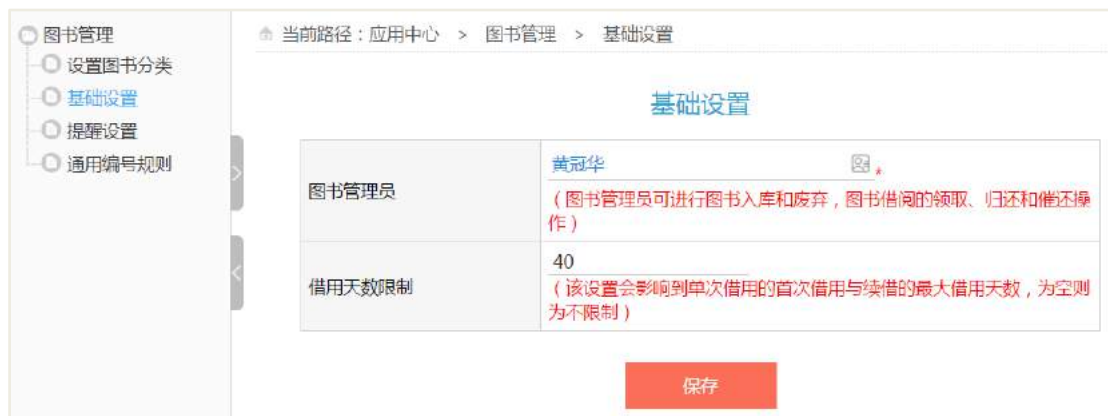 图书管理
设置图书分类
基础设置
提醒设置
通用编号规则
当前路径：应用中心 > 图书管理 > 基础设置
基础设置
图书管理员
黄冠华
*
（图书管理员可进行图书入库和废弃，图书借阅的领取、归还和催还操
作）
借用天数限制
40
（该设置会影响到单次借用的首次借用与续借的最大借用天数，为空则
为不限制）
保存